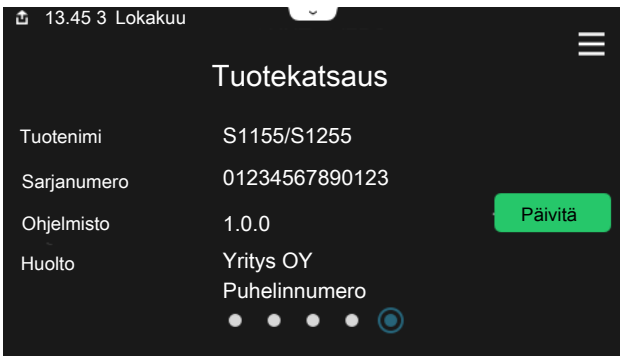 13.45 3 Lokakuu
Tuotekatsaus
Tuotenimi S1155/S1255
Sarjanumero 01234567890123
Ohjelmisto 1.0.0 Päivitä
Huolto Yritys OY
Puhelinnumero